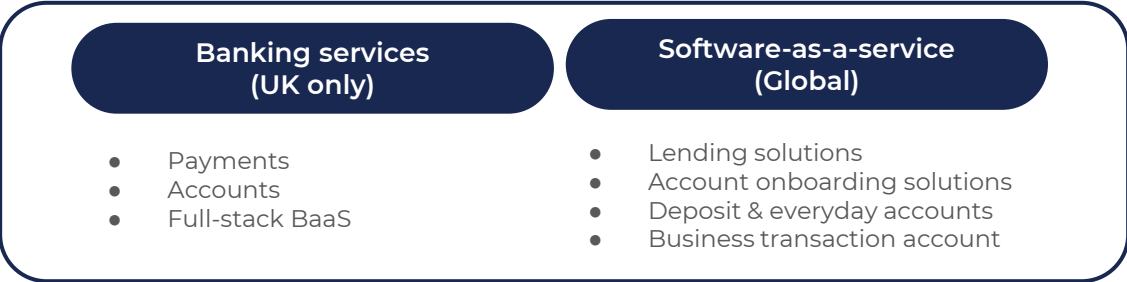 Banking services
(UK only)
● Payments
● Accounts
● Full-stack BaaS
Software-as-a-service
(Global)
● Lending solutions
● Account onboarding solutions
● Deposit & everyday accounts
● Business transaction account